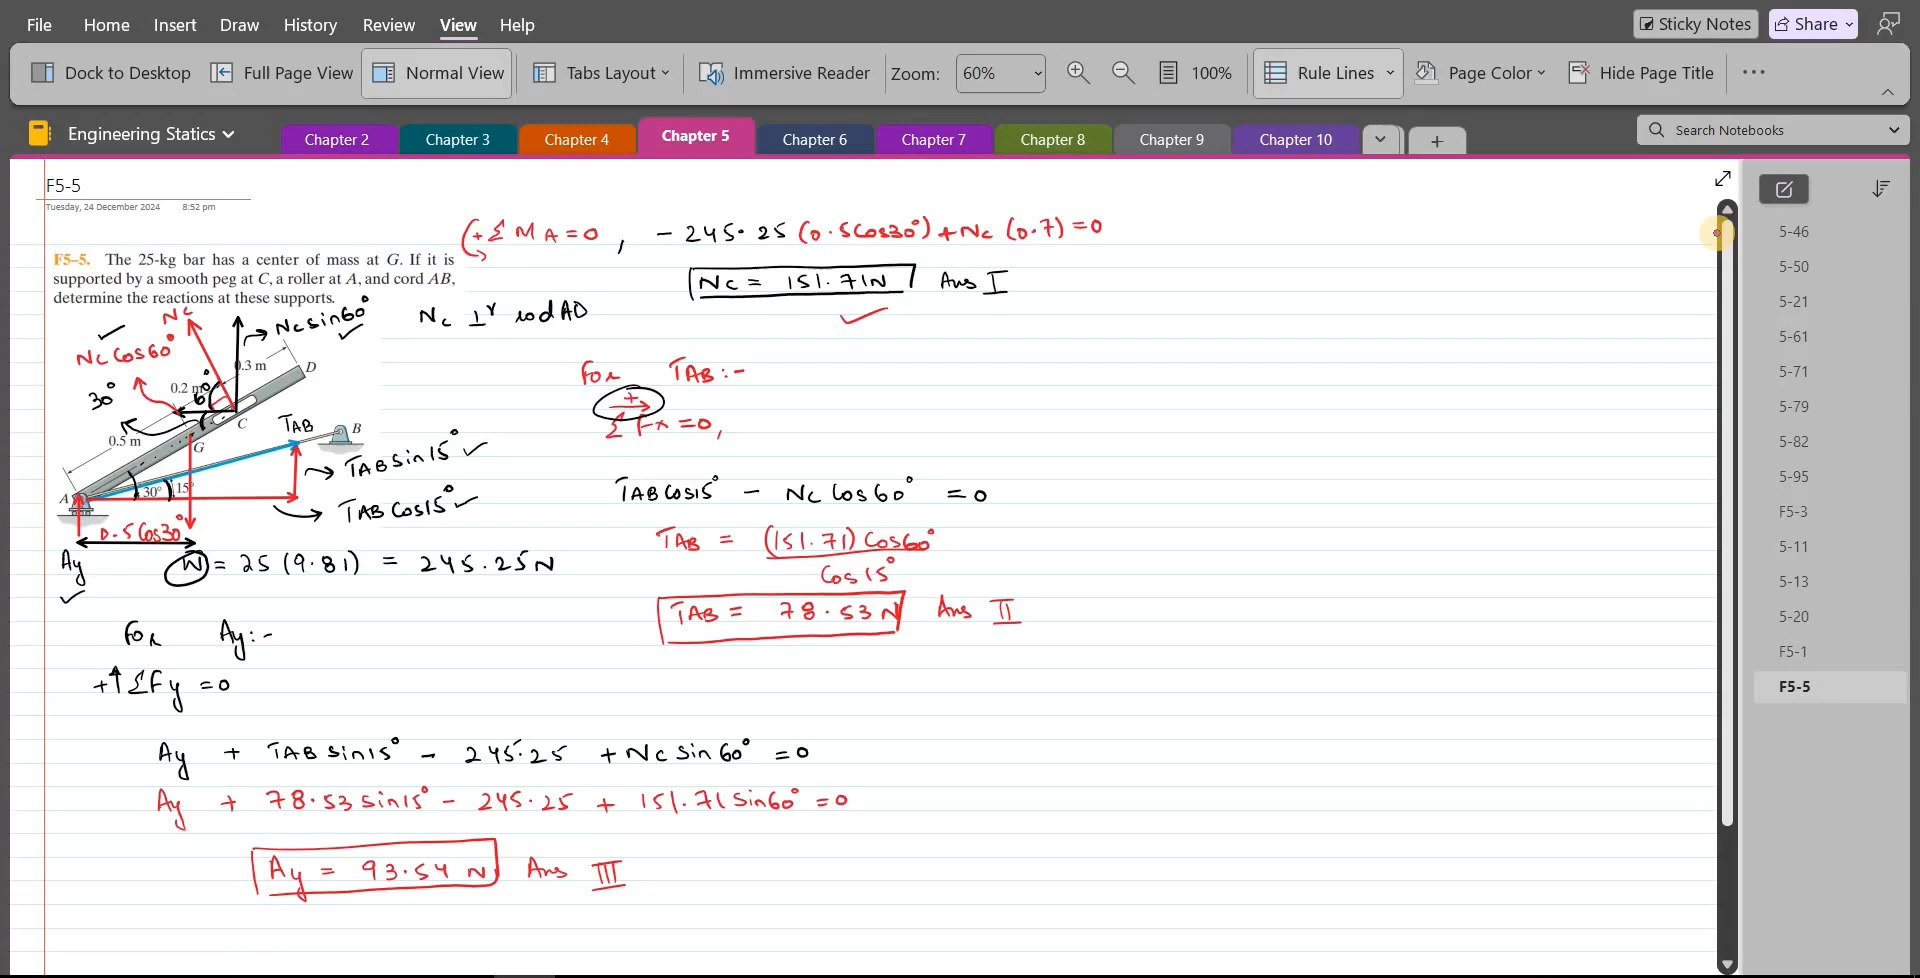 File Home Insert Draw History Review View Help
Sticky Notes Share
Dock to Desktop Full Page View Normal View Tabs Layout Immersive Reader Zoom: 60% 100% Rule Lines Page Color Hide Page Title ...
Engineering Statics Chapter 2 Chapter 3 Chapter 4 Chapter 5 Chapter 6 Chapter 7 Chapter 8 Chapter 9 Chapter 10 + Search Notebooks
F5-5
Tuesday, 24 December 2024 8:52 pm
(+ΣMA=0, -245.25 (0.5cos30°) + Nc (0.7) = 0
F5–5. The 25-kg bar has a center of mass at G. If it is
supported by a smooth peg at C, a roller at A, and cord AB,
determine the reactions at these supports.
Nc = 151.71N Ans I
Nc ⊥r rod AD
Nc
Nc sin60°
Nc Cos60°
0.3 m
D
0.2 m
60°
30°
C
TAB
B
0.5 m
G
TAB sin15°
A
30°
15°
TAB Cos15°
0.5 Cos30°
Ay
W = 25 (9.81) = 245.25N
For TAB:-
+→
ΣFx =0,
TAB Cos15° - Nc Cos60° = 0
TAB = (151.71) Cos60°
Cos15°
TAB = 78.53 N Ans II
For Ay:-
+↑ ΣFy = 0
Ay + TAB sin15° - 245.25 + Nc sin60° = 0
Ay + 78.53 sin15° - 245.25 + 151.71 sin60° = 0
Ay = 93.54 N Ans III
5-46
5-50
5-21
5-61
5-71
5-79
5-82
5-95
F5-3
5-11
5-13
5-20
F5-1
F5-5